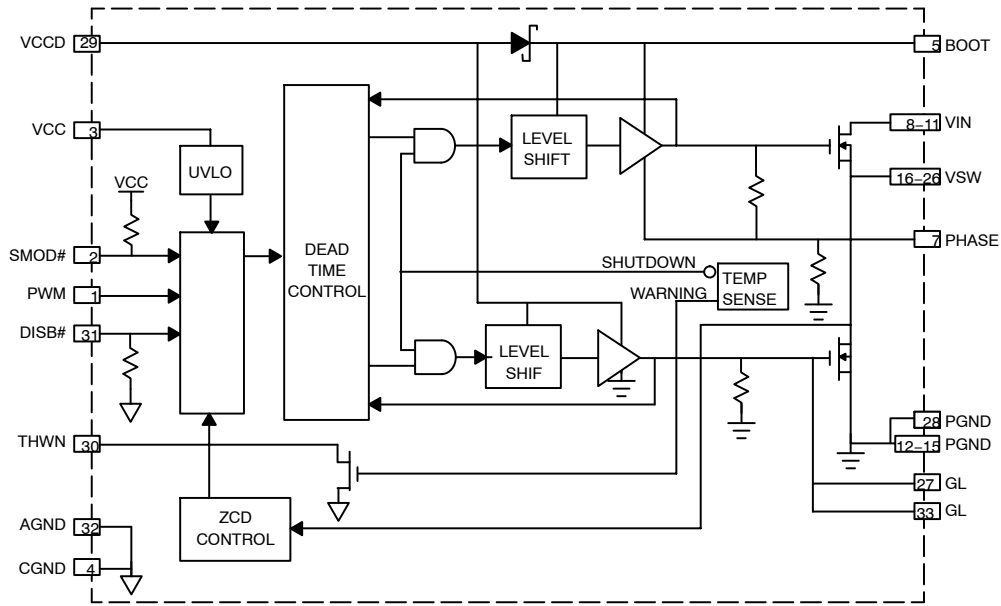 VCCD 29
5 BOOT
VCC 3
8–11 VIN
UVLO
LEVEL
SHIFT
VCC
16–26 VSW
SMOD# 2
DEAD
TIME
CONTROL
7 PHASE
SHUTDOWN
TEMP
SENSE
WARNING
PWM 1
DISB# 31
LEVEL
SHIF
THWN 30
28 PGND
12–15 PGND
27 GL
33 GL
ZCD
CONTROL
AGND 32
CGND 4